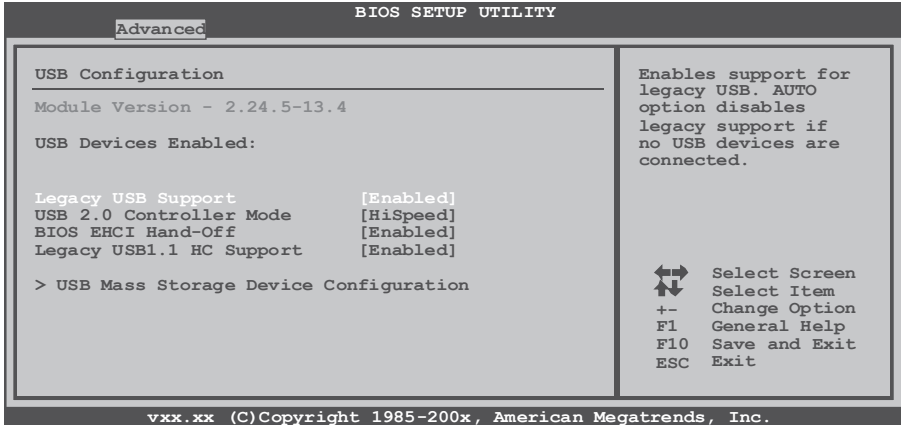 BIOS SETUP UTILITY
Advanced
USB Configuration
Module Version - 2.24.5-13.4
USB Devices Enabled:
Legacy USB Support [Enabled]
USB 2.0 Controller Mode [HiSpeed]
BIOS EHCI Hand-Off [Enabled]
Legacy USB1.1 HC Support [Enabled]
> USB Mass Storage Device Configuration
Enables support for
legacy USB. AUTO
option disables
legacy support if
no USB devices are
connected.
Select Screen
Select Item
+- Change Option
F1 General Help
F10 Save and Exit
ESC Exit
vxx.xx (C)Copyright 1985-200x, American Megatrends, Inc.